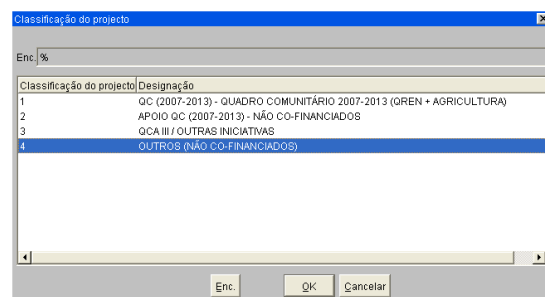 Classificação do projecto
Enc. %
Classificação do projecto Designação
1 QC (2007-2013) - QUADRO COMUNITÁRIO 2007-2013 (QREN + AGRICULTURA)
2 APOIO QC (2007-2013) - NÃO CO-FINANCIADOS
3 QCA III / OUTRAS INICIATIVAS
4 OUTROS (NÃO CO-FINANCIADOS)
Enc. OK Cancelar